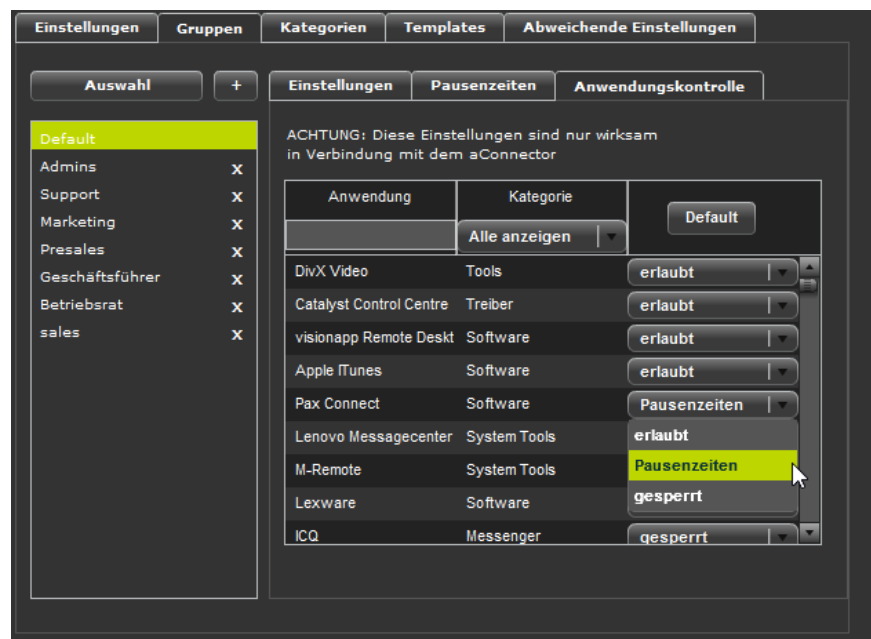 Einstellungen Gruppen Kategorien Templates Abweichende Einstellungen
Auswahl + Einstellungen Pausenzeiten Anwendungskontrolle
Default
Admins x
Support x
Marketing x
Presales x
Geschäftsführer x
Betriebsrat x
sales x
ACHTUNG: Diese Einstellungen sind nur wirksam
in Verbindung mit dem aConnector
Anwendung Kategorie Default
Alle anzeigen
DivX Video Tools erlaubt
Catalyst Control Centre Treiber erlaubt
visionapp Remote Deskt Software erlaubt
Apple ITunes Software erlaubt
Pax Connect Software Pausenzeiten
Lenovo Messagecenter System Tools erlaubt
M-Remote System Tools Pausenzeiten
Lexware Software gesperrt
ICQ Messenger gesperrt